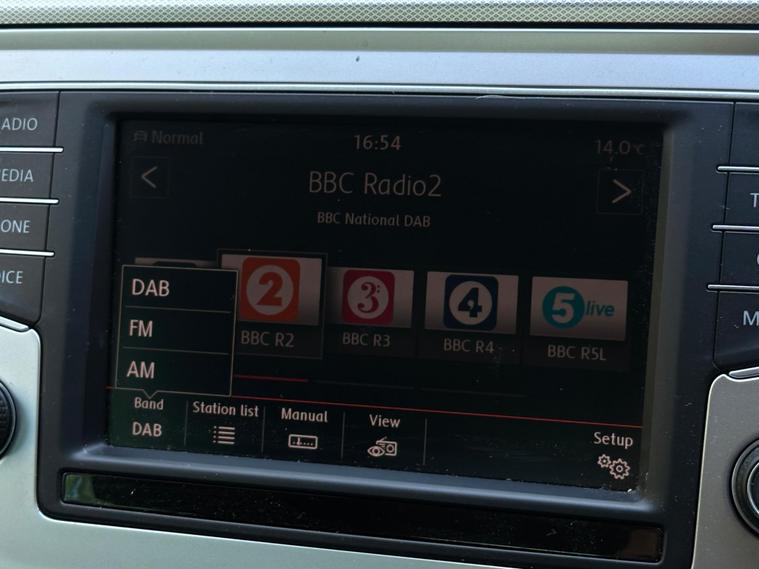 ADIO
EDIA
ONE
ICE
Normal
16:54
14.0°C
BBC Radio2
BBC National DAB
2
3
4
5 live
BBC R2
BBC R3
BBC R4
BBC R5L
DAB
FM
AM
Band
DAB
Station list
Manual
View
Setup
T
M